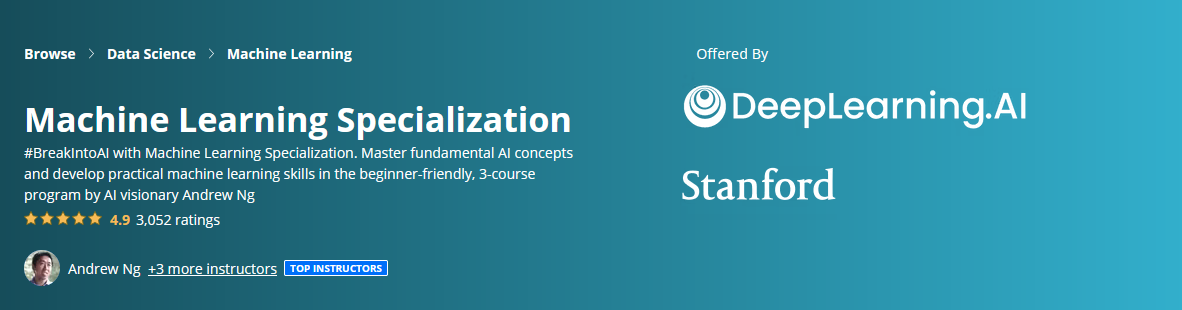 Browse > Data Science > Machine Learning
Offered By
DeepLearning.AI
Stanford
Machine Learning Specialization
#BreakIntoAI with Machine Learning Specialization. Master fundamental AI concepts
and develop practical machine learning skills in the beginner-friendly, 3-course
program by AI visionary Andrew Ng
4.9 3,052 ratings
Andrew Ng +3 more instructors TOP INSTRUCTORS